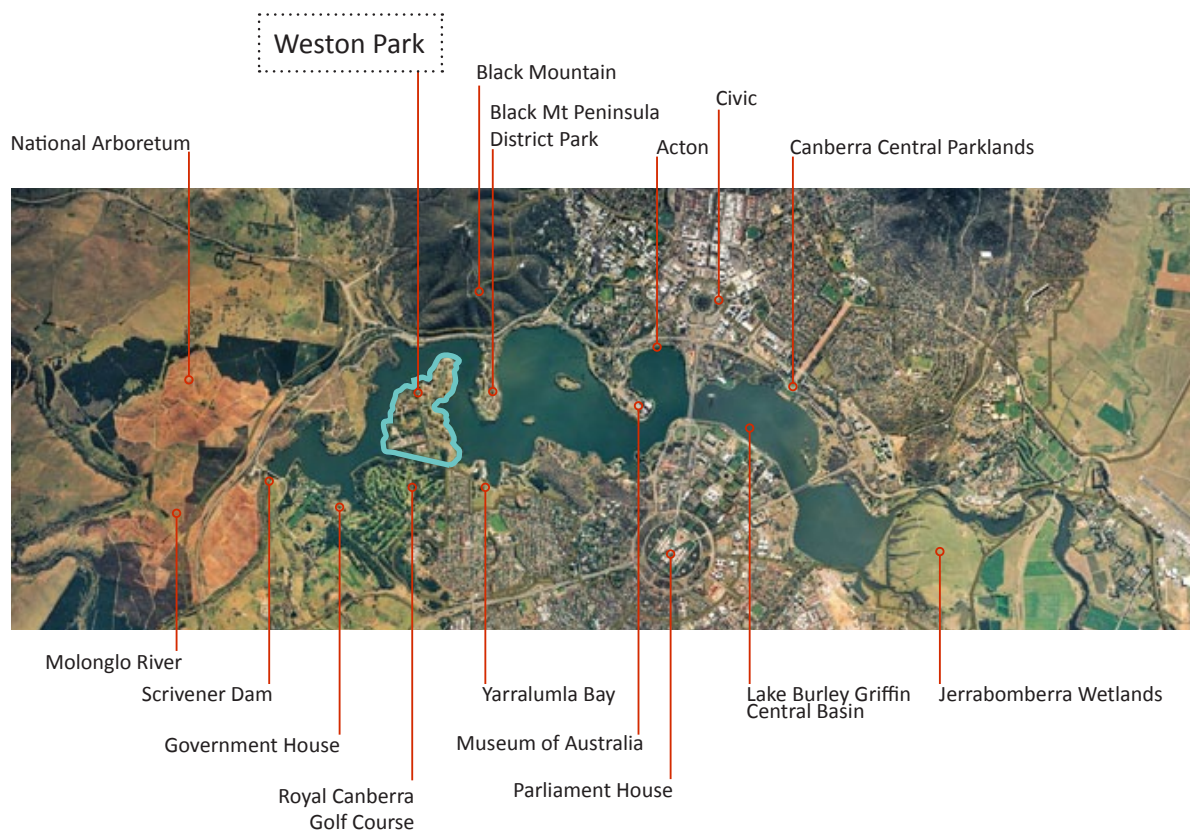 Weston Park
Black Mountain
Black Mt Peninsula
District Park
Civic
National Arboretum
Acton
Canberra Central Parklands
Molonglo River
Scrivener Dam
Yarralumla Bay
Lake Burley Griffin
Central Basin
Jerrabomberra Wetlands
Government House
Museum of Australia
Royal Canberra
Golf Course
Parliament House